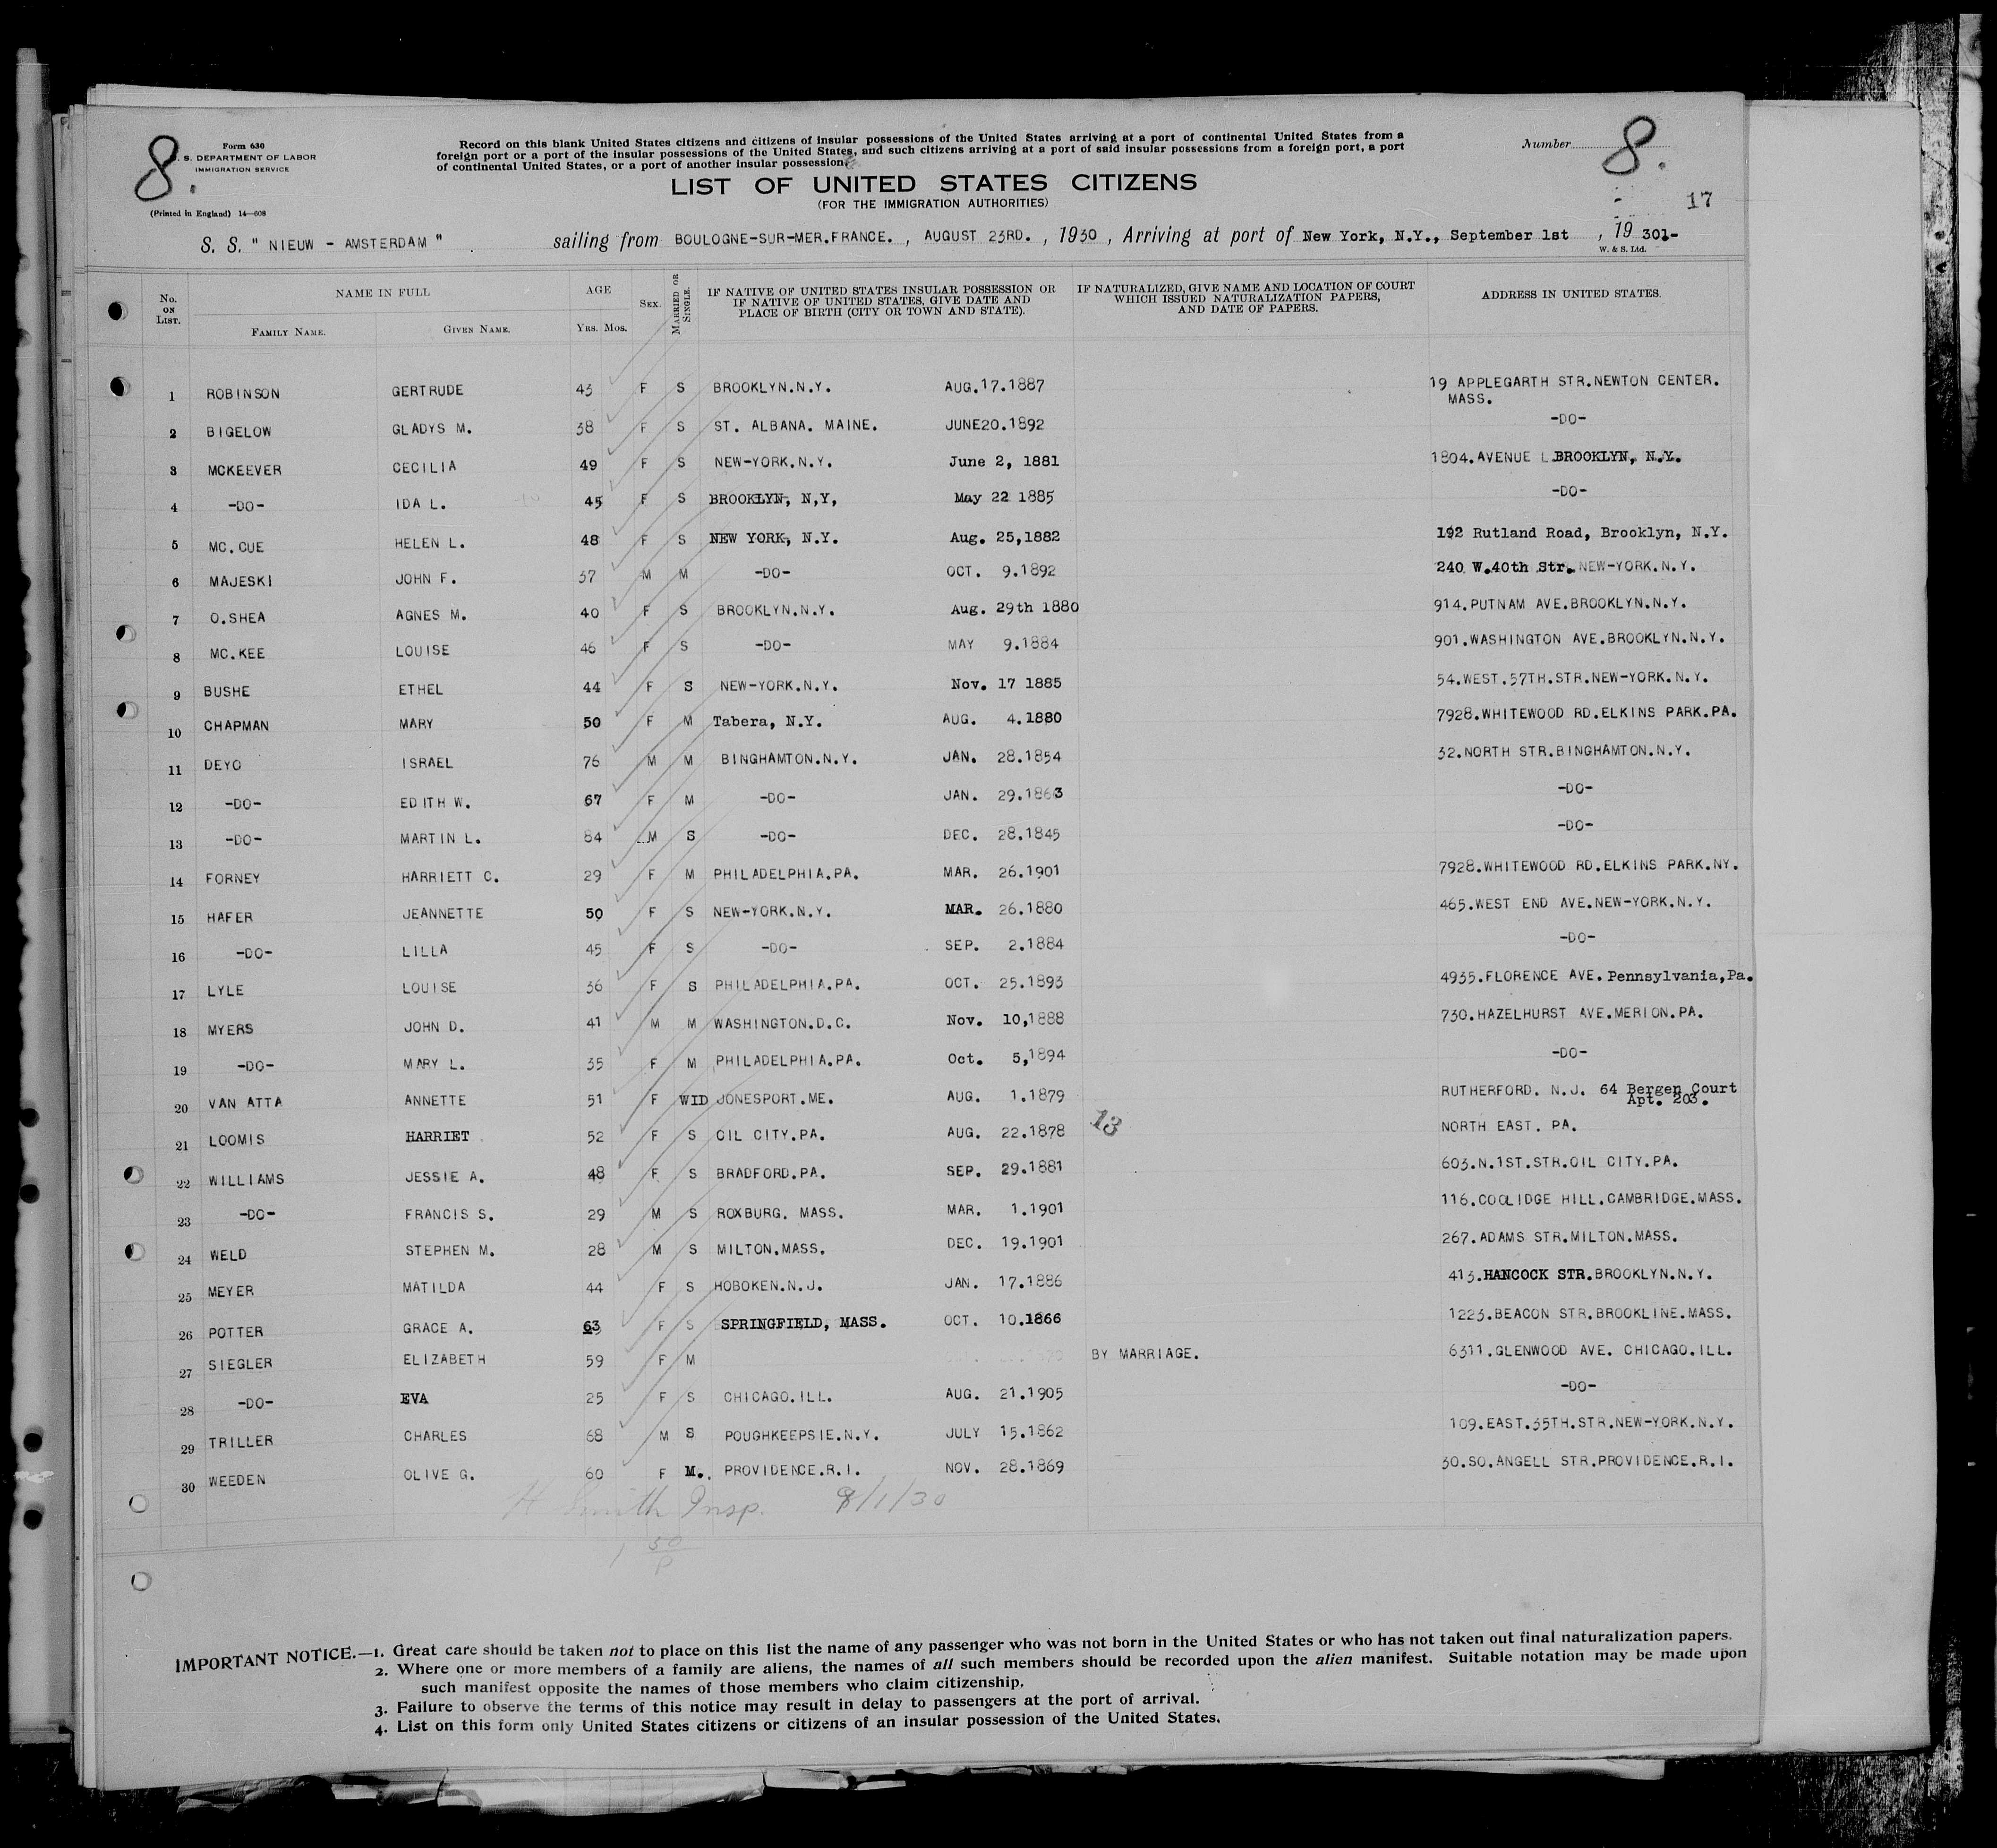 8.
Form 630
U. S. DEPARTMENT OF LABOR
IMMIGRATION SERVICE
(Printed in England) 14—608
Record on this blank United States citizens and citizens of insular possessions of the United States arriving at a port of continental United States from a
foreign port or a port of the insular possessions of the United States, and such citizens arriving at a port of said insular possessions from a foreign port, a port
of continental United States, or a port of another insular possession.
Number 8.
17
LIST OF UNITED STATES CITIZENS
(FOR THE IMMIGRATION AUTHORITIES)
S. S. " NIEUW - AMSTERDAM " sailing from BOULOGNE-SUR-MER.FRANCE. , AUGUST 23RD. , 1930 , Arriving at port of New York, N.Y., September 1st , 19 301-
W. & S. Ltd.
No. ON LIST. NAME IN FULL AGE SEX. MARRIED OR SINGLE. IF NATIVE OF UNITED STATES INSULAR POSSESSION OR IF NATIVE OF UNITED STATES, GIVE DATE AND PLACE OF BIRTH (CITY OR TOWN AND STATE). IF NATURALIZED, GIVE NAME AND LOCATION OF COURT WHICH ISSUED NATURALIZATION PAPERS, AND DATE OF PAPERS. ADDRESS IN UNITED STATES.
FAMILY NAME. GIVEN NAME. YRS. MOS.
1 ROBINSON GERTRUDE 43 F S BROOKLYN.N.Y. AUG.17.1887 19 APPLEGARTH STR.NEWTON CENTER. MASS.
2 BIGELOW GLADYS M. 38 F S ST. ALBANA. MAINE. JUNE20.1892 -DO-
3 MCKEEVER CECILIA 49 F S NEW-YORK.N.Y. June 2, 1881 1804.AVENUE L.BROOKLYN, N.Y.
4 -DO- IDA L. 45 F S BROOKLYN, N,Y, May 22 1885 -DO-
5 MC.CUE HELEN L. 48 F S NEW YORK, N.Y. Aug. 25,1882 192 Rutland Road, Brooklyn, N.Y.
6 MAJESKI JOHN F. 37 M M -DO- OCT. 9.1892 240 W.40th Str. NEW-YORK.N.Y.
7 O.SHEA AGNES M. 40 F S BROOKLYN.N.Y. Aug. 29th 1880 914.PUTNAM AVE.BROOKLYN.N.Y.
8 MC.KEE LOUISE 46 F S -DO- MAY 9.1884 901.WASHINGTON AVE.BROOKLYN.N.Y.
9 BUSHE ETHEL 44 F S NEW-YORK.N.Y. Nov. 17 1885 54.WEST.57TH.STR.NEW-YORK.N.Y.
10 CHAPMAN MARY 50 F M Tabera, N.Y. AUG. 4.1880 7928.WHITEWOOD RD.ELKINS PARK.PA.
11 DEYO ISRAEL 76 M M BINGHAMTON.N.Y. JAN. 28.1854 32.NORTH STR.BINGHAMTON.N.Y.
12 -DO- EDITH W. 67 F M -DO- JAN. 29.1863 -DO-
13 -DO- MARTIN L. 84 M S -DO- DEC. 28.1845 -DO-
14 FORNEY HARRIETT C. 29 F M PHILADELPHIA.PA. MAR. 26.1901 7928.WHITEWOOD RD.ELKINS PARK.NY.
15 HAFER JEANNETTE 50 F S NEW-YORK.N.Y. MAR. 26.1880 465.WEST END AVE.NEW-YORK.N.Y.
16 -DO- LILLA 45 F S -DO- SEP. 2.1884 -DO-
17 LYLE LOUISE 36 F S PHILADELPHIA.PA. OCT. 25.1893 4935.FLORENCE AVE. Pennsylvania,Pa.
18 MYERS JOHN D. 41 M M WASHINGTON.D.C. Nov. 10,1888 730.HAZELHURST AVE.MERION.PA.
19 -DO- MARY L. 35 F M PHILADELPHIA.PA. Oct. 5,1894 -DO-
20 VAN ATTA ANNETTE 51 F WID JONESPORT.ME. AUG. 1.1879 RUTHERFORD. N.J. 64 Bergen Court Apt. 203.
21 LOOMIS HARRIET 52 F S OIL CITY.PA. AUG. 22.1878 13 NORTH EAST. PA.
22 WILLIAMS JESSIE A. 48 F S BRADFORD.PA. SEP. 29.1881 603.N.1ST.STR.OIL CITY.PA.
23 -DO- FRANCIS S. 29 M S ROXBURG. MASS. MAR. 1.1901 116.COOLIDGE HILL.CAMBRIDGE.MASS.
24 WELD STEPHEN M. 28 M S MILTON.MASS. DEC. 19.1901 267.ADAMS STR.MILTON.MASS.
25 MEYER MATILDA 44 F S HOBOKEN.N.J. JAN. 17.1886 413.HANCOCK STR.BROOKLYN.N.Y.
26 POTTER GRACE A. 63 F S SPRINGFIELD, MASS. OCT. 10.1866 1223.BEACON STR.BROOKLINE.MASS.
27 SIEGLER ELIZABETH 59 F M BY MARRIAGE. 6311.GLENWOOD AVE. CHICAGO.ILL.
28 -DO- EVA 25 F S CHICAGO.ILL. AUG. 21.1905 -DO-
29 TRILLER CHARLES 68 M S POUGHKEEPSIE.N.Y. JULY 15.1862 109.EAST.35TH.STR.NEW-YORK.N.Y.
30 WEEDEN OLIVE G. 60 F M. PROVIDENCE.R.I. NOV. 28.1869 30.SO.ANGELL STR.PROVIDENCE.R.I.
H Smith Insp. 9/1/30
IMPORTANT NOTICE.—1. Great care should be taken not to place on this list the name of any passenger who was not born in the United States or who has not taken out final naturalization papers.
2. Where one or more members of a family are aliens, the names of all such members should be recorded upon the alien manifest. Suitable notation may be made upon
such manifest opposite the names of those members who claim citizenship.
3. Failure to observe the terms of this notice may result in delay to passengers at the port of arrival.
4. List on this form only United States citizens or citizens of an insular possession of the United States.